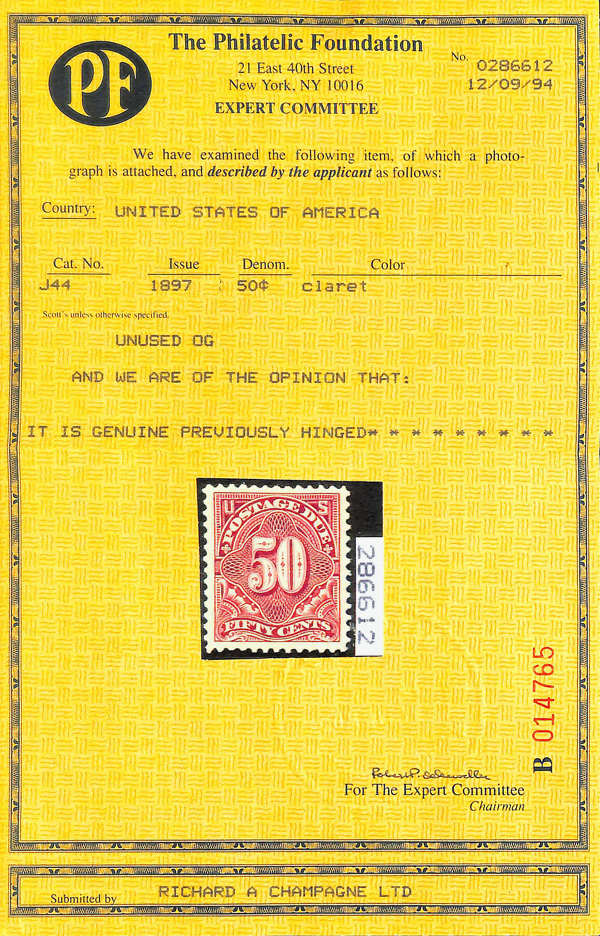 PF
The Philatelic Foundation
21 East 40th Street
New York, NY 10016
EXPERT COMMITTEE
No. 0286612
12/09/94
We have examined the following item, of which a photo-
graph is attached, and described by the applicant as follows:
Country: UNITED STATES OF AMERICA
Cat. No. Issue Denom. Color
J44 1897 50¢ claret
Scott's unless otherwise specified.
UNUSED OG
AND WE ARE OF THE OPINION THAT:
IT IS GENUINE PREVIOUSLY HINGED* * * * * * * * *
U S
POSTAGE DUE
50
FIFTY CENTS
286612
B 014765
For The Expert Committee
Chairman
Submitted by RICHARD A CHAMPAGNE LTD